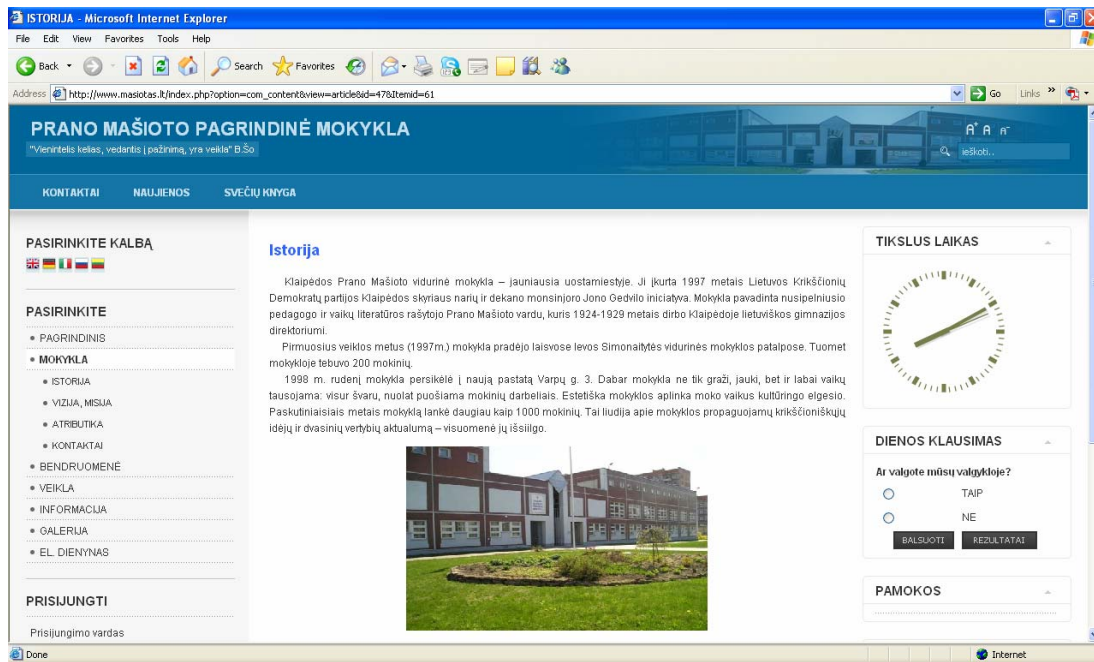 ISTORIJA - Microsoft Internet Explorer
File Edit View Favorites Tools Help
Back Search Favorites
Address http://www.masiotas.lt/index.php?option=com_content&view=article&id=47&Itemid=61 Go Links »
PRANO MAŠIOTO PAGRINDINĖ MOKYKLA
"Vienintelis kelias, vedantis į pažinimą, yra veikla" B.Šo
A+ A A-
ieškoti..
KONTAKTAI NAUJIENOS SVEČIŲ KNYGA
PASIRINKITE KALBĄ
PASIRINKITE
PAGRINDINIS
MOKYKLA
ISTORIJA
VIZIJA, MISIJA
ATRIBUTIKA
KONTAKTAI
BENDRUOMENĖ
VEIKLA
INFORMACIJA
GALERIJA
EL. DIENYNAS
PRISIJUNGTI
Prisijungimo vardas
Istorija
Klaipėdos Prano Mašioto vidurinė mokykla – jauniausia uostamiestyje. Ji įkurta 1997 metais Lietuvos Krikščionių
Demokratų partijos Klaipėdos skyriaus narių ir dekano monsinjoro Jono Gedvilo iniciatyva. Mokykla pavadinta nusipelniusio
pedagogo ir vaikų literatūros rašytojo Prano Mašioto vardu, kuris 1924-1929 metais dirbo Klaipėdoje lietuviškos gimnazijos
direktoriumi.
Pirmuosius veiklos metus (1997m.) mokykla pradėjo laisvose Ievos Simonaitytės vidurinės mokyklos patalpose. Tuomet
mokykloje tebuvo 200 mokinių.
1998 m. rudenį mokykla persikėlė į naują pastatą Varpų g. 3. Dabar mokykla ne tik graži, jauki, bet ir labai vaikų
tausojama: visur švaru, nuolat puošiama mokinių darbeliais. Estetiška mokyklos aplinka moko vaikus kultūringo elgesio.
Paskutiniaisiais metais mokyklą lankė daugiau kaip 1000 mokinių. Tai liudija apie mokyklos propaguojamų krikščioniškųjų
idėjų ir dvasinių vertybių aktualumą – visuomenė jų išsiilgo.
TIKSLUS LAIKAS
DIENOS KLAUSIMAS
Ar valgote mūsų valgykloje?
TAIP
NE
BALSUOTI REZULTATAI
PAMOKOS
Done Internet